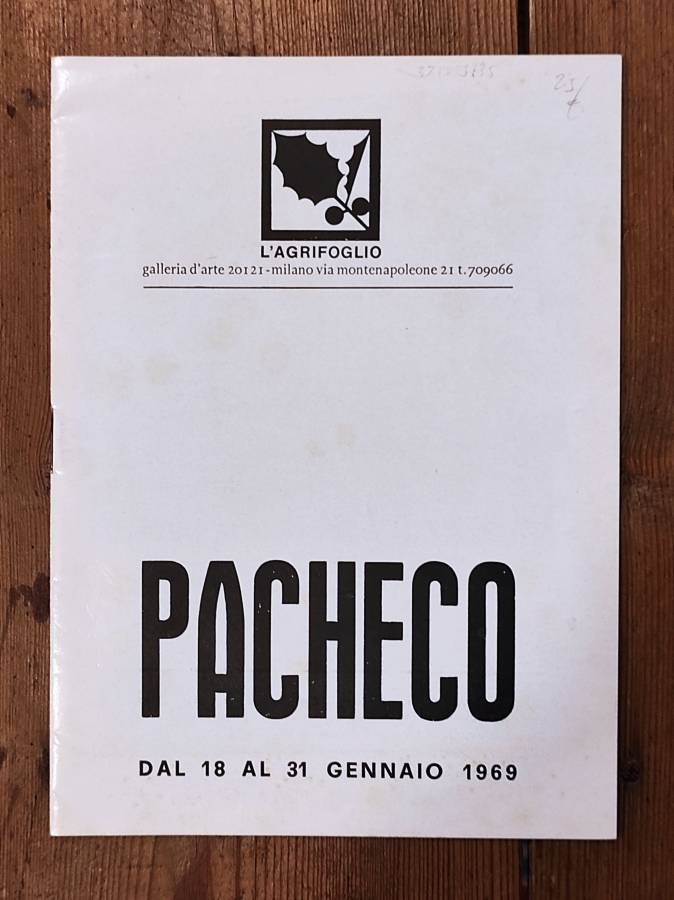 L'AGRIFOGLIO
galleria d'arte 20121-milano via montenapoleone 21 t.709066
PACHECO
DAL 18 AL 31 GENNAIO 1969